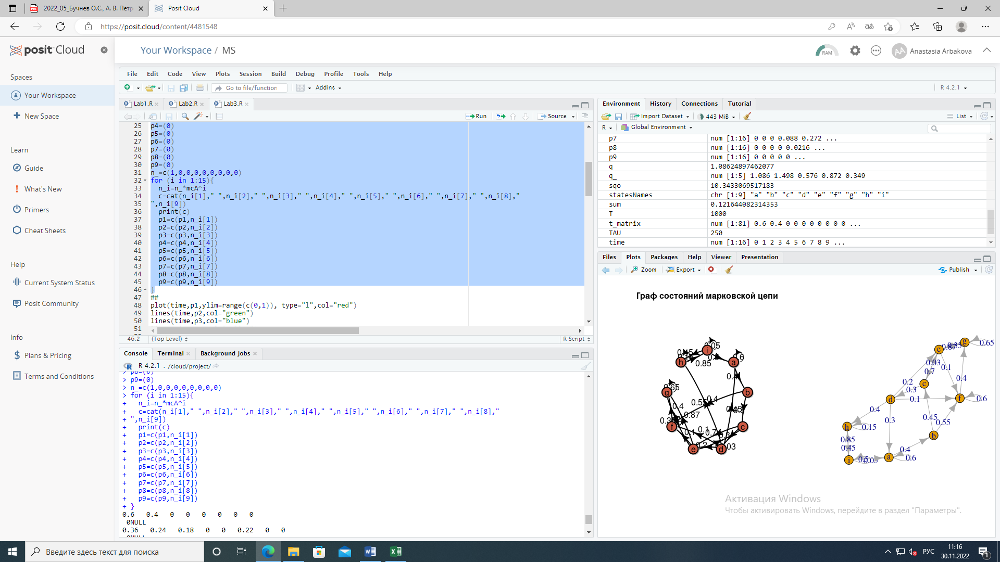 2022_05_Бучнев О.С., А. В. Петр
Posit Cloud
https://posit.cloud/content/4481548
posit Cloud
Your Workspace / MS
RAM
AA
Anastasia Arbakova
Spaces
Your Workspace
New Space
Learn
Guide
What's New
Primers
Cheat Sheets
Help
Current System Status
Posit Community
Info
Plans & Pricing
Terms and Conditions
File Edit Code View Plots Session Build Debug Profile Tools Help
Go to file/function
Addins
R 4.2.1
Lab1.R
Lab2.R
Lab3.R
Run
Source
25 p4=(0)
26 p5=(0)
27 p6=(0)
28 p7=(0)
29 p8=(0)
30 p9=(0)
31 n_=c(1,0,0,0,0,0,0,0,0)
32 for (i in 1:15){
33 n_i=n_*mcA^i
34 c=cat(n_i[1]," ",n_i[2]," ",n_i[3]," ",n_i[4]," ",n_i[5]," ",n_i[6]," ",n_i[7]," ",n_i[8],"
35 ",n_i[9])
36 print(c)
37 p1=c(p1,n_i[1])
38 p2=c(p2,n_i[2])
39 p3=c(p3,n_i[3])
40 p4=c(p4,n_i[4])
41 p5=c(p5,n_i[5])
42 p6=c(p6,n_i[6])
43 p7=c(p7,n_i[7])
44 p8=c(p8,n_i[8])
45 p9=c(p9,n_i[9])
46 }
47 ##
48 plot(time,p1,ylim=range(c(0,1)), type="l",col="red")
49 lines(time,p2,col="green")
50 lines(time,p3,col="blue")
51
46:2 (Top Level) R Script
Console Terminal Background Jobs
R 4.2.1 . /cloud/project/
> p8=(0)
> p9=(0)
> n_=c(1,0,0,0,0,0,0,0,0)
> for (i in 1:15){
+ n_i=n_*mcA^i
+ c=cat(n_i[1]," ",n_i[2]," ",n_i[3]," ",n_i[4]," ",n_i[5]," ",n_i[6]," ",n_i[7]," ",n_i[8],"
+ ",n_i[9])
+ print(c)
+ p1=c(p1,n_i[1])
+ p2=c(p2,n_i[2])
+ p3=c(p3,n_i[3])
+ p4=c(p4,n_i[4])
+ p5=c(p5,n_i[5])
+ p6=c(p6,n_i[6])
+ p7=c(p7,n_i[7])
+ p8=c(p8,n_i[8])
+ p9=c(p9,n_i[9])
+ }
0.6 0.4 0 0 0 0 0 0
0NULL
0.36 0.24 0.18 0 0 0.22 0 0
0NULL
Environment History Connections Tutorial
Import Dataset
443 MiB
List
R
Global Environment
p7 num [1:16] 0 0 0 0.088 0.272 ...
p8 num [1:16] 0 0 0 0 0.0216 ...
p9 num [1:16] 0 0 0 0 0 ...
q 1.08624897462077
q_ num [1:5] 1.086 1.498 0.576 0.872 0.349
sqo 10.3433069517183
statesNames chr [1:9] "a" "b" "c" "d" "e" "f" "g" "h" "i"
sum 0.121644082314353
T 1000
t_matrix num [1:81] 0.6 0.4 0 0 0 0 0 0 0 0 ...
TAU 250
time num [1:16] 0 1 2 3 4 5 6 7 8 9 ...
Files Plots Packages Help Viewer Presentation
Zoom
Export
Publish
Граф состояний марковской цепи
i
h
a
0.85
g
b
0.4
0.87
f
c
e
d
g
0.65
e
0.03
0.1
0.7
c
0.4
0.2
0.3
d
0.1
f
0.6
0.4
0.3
0.45
0.55
h
0.15
b
0.85
0.45
0.4
i
a
0.6
Активация Windows
Чтобы активировать Windows, перейдите в раздел "Параметры".
Введите здесь текст для поиска
РУС
11:16
30.11.2022
1